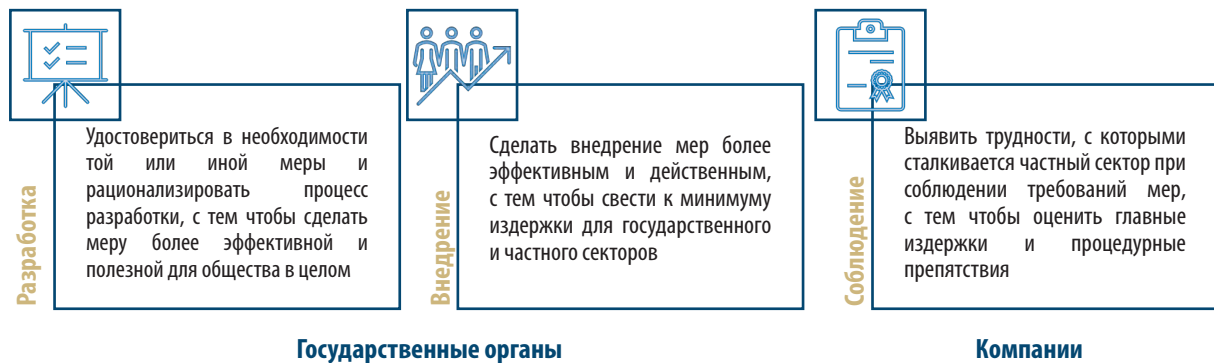 Разработка
Удостовериться в необходимости
той или иной меры и
рационализировать процесс
разработки, с тем чтобы сделать
меру более эффективной и
полезной для общества в целом
Внедрение
Сделать внедрение мер более
эффективным и действенным,
с тем чтобы свести к минимуму
издержки для государственного
и частного секторов
Соблюдение
Выявить трудности, с которыми
сталкивается частный сектор при
соблюдении требований мер,
с тем чтобы оценить главные
издержки и процедурные
препятствия
Государственные органы
Компании